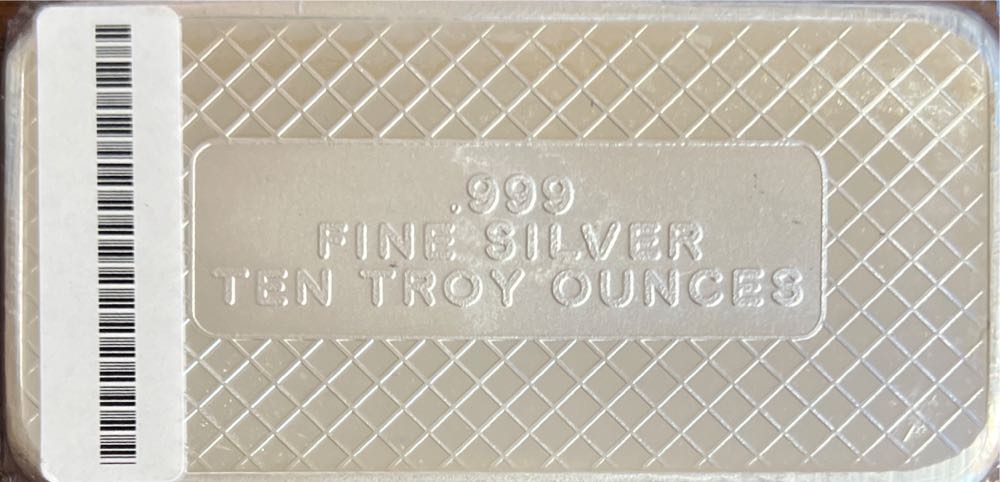 .999
FINE SILVER
TEN TROY OUNCES